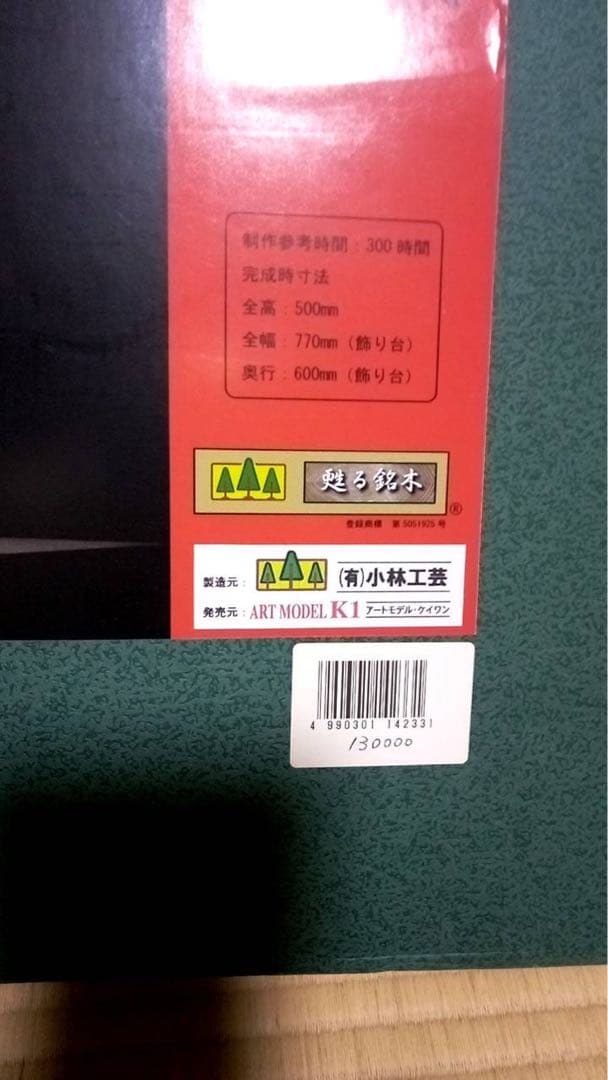 制作参考時間：300時間
完成時寸法
全高：500mm
全幅：770mm（飾り台）
奥行：600mm（飾り台）
甦る銘木
®
登録商標 第5051925号
製造元： (有)小林工芸
発売元：ART MODEL K1 アートモデル・ケイワン
4 990301 142331
130000